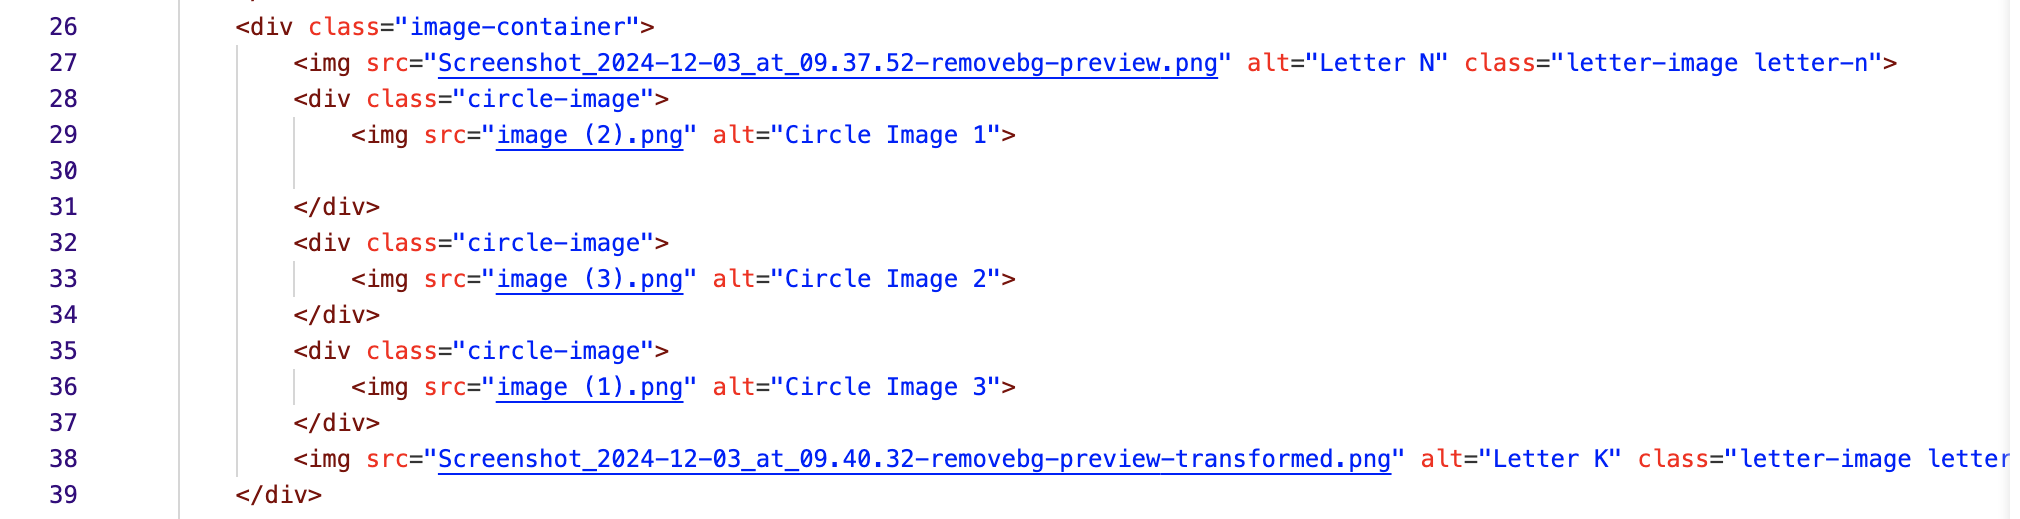 26 <div class="image-container">
27 <img src="Screenshot_2024-12-03_at_09.37.52-removebg-preview.png" alt="Letter N" class="letter-image letter-n">
28 <div class="circle-image">
29 <img src="image (2).png" alt="Circle Image 1">
30
31 </div>
32 <div class="circle-image">
33 <img src="image (3).png" alt="Circle Image 2">
34 </div>
35 <div class="circle-image">
36 <img src="image (1).png" alt="Circle Image 3">
37 </div>
38 <img src="Screenshot_2024-12-03_at_09.40.32-removebg-preview-transformed.png" alt="Letter K" class="letter-image letter
39 </div>